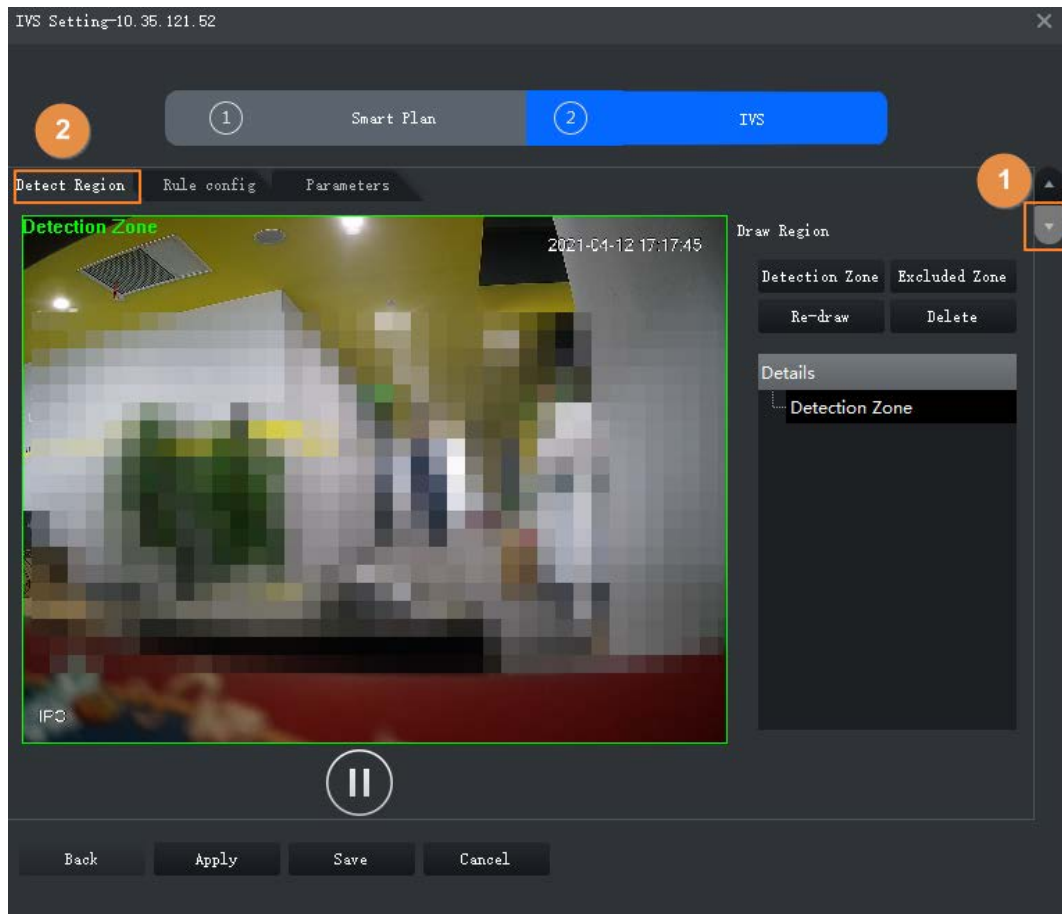 IVS Setting-10.35.121.52
1 Smart Plan 2 IVS
2
1
Detect Region Rule config Parameters
Detection Zone
2021-04-12 17:17:45
Draw Region
Detection Zone Excluded Zone
Re-draw Delete
Details
Detection Zone
IPC
Back Apply Save Cancel